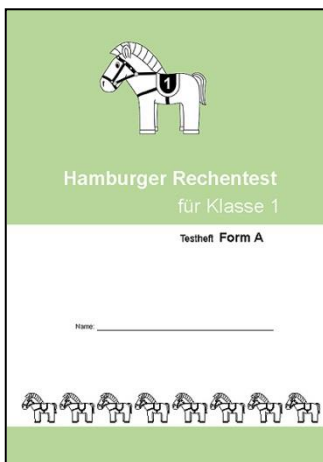 1
Hamburger Rechentest
für Klasse 1
Testheft Form A
Name: